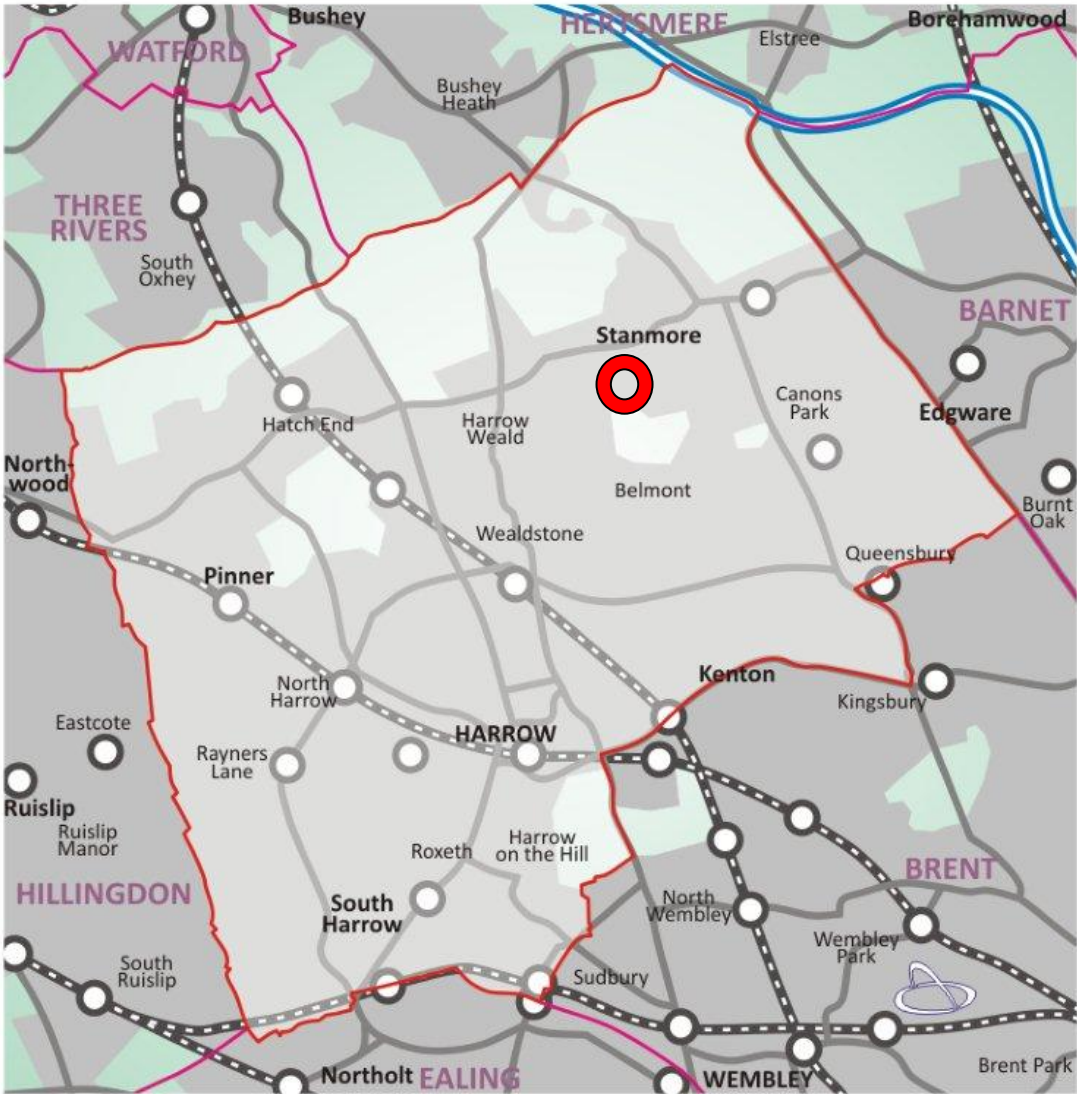 Bushey
HERTSMERE
Borehamwood
WATFORD
Elstree
Bushey
Heath
THREE
RIVERS
South
Oxhey
BARNET
Stanmore
Canons
Park
Edgware
Hatch End
Harrow
Weald
North-
wood
Belmont
Burnt
Oak
Wealdstone
Queensbury
Pinner
Kenton
North
Harrow
Kingsbury
Eastcote
HARROW
Rayners
Lane
Ruislip
Ruislip
Manor
Roxeth
Harrow
on the Hill
HILLINGDON
BRENT
South
Harrow
North
Wembley
Wembley
Park
South
Ruislip
Sudbury
Brent Park
Northolt
EALING
WEMBLEY